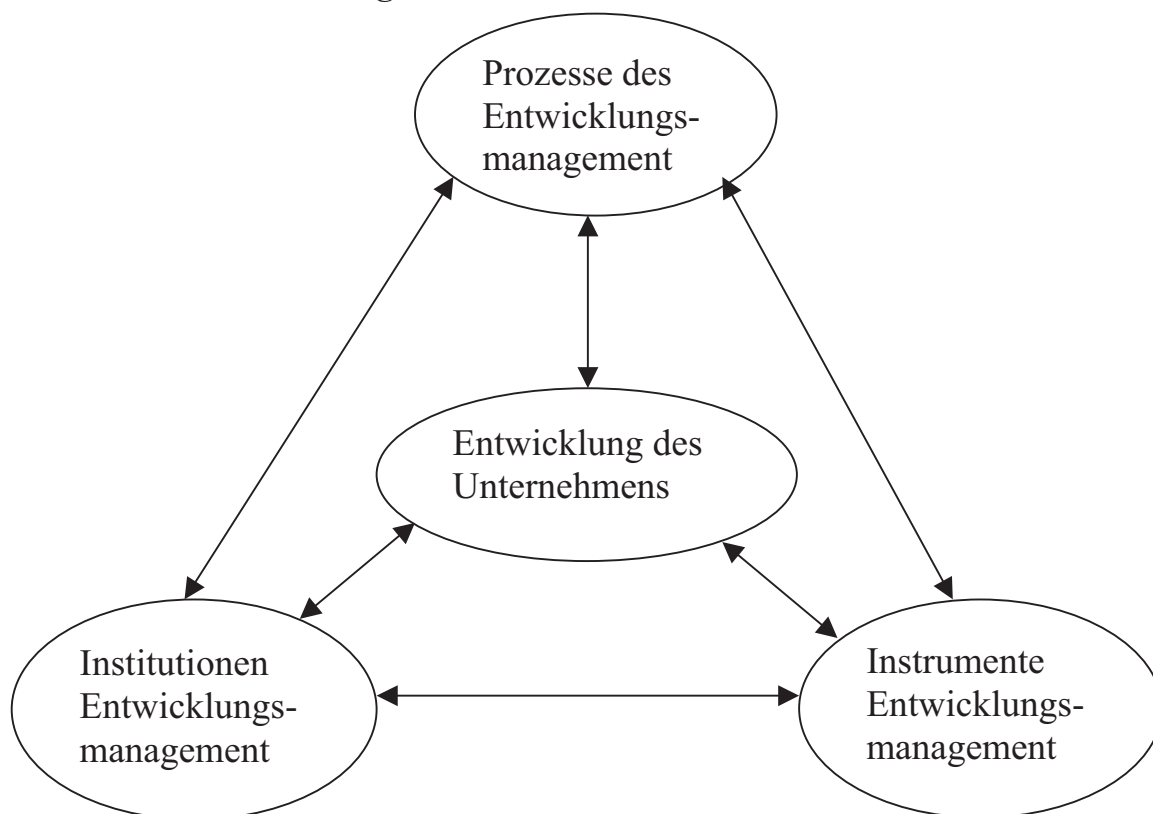 Prozesse des
Entwicklungs-
management
Entwicklung des
Unternehmens
Institutionen
Entwicklungs-
management
Instrumente
Entwicklungs-
management